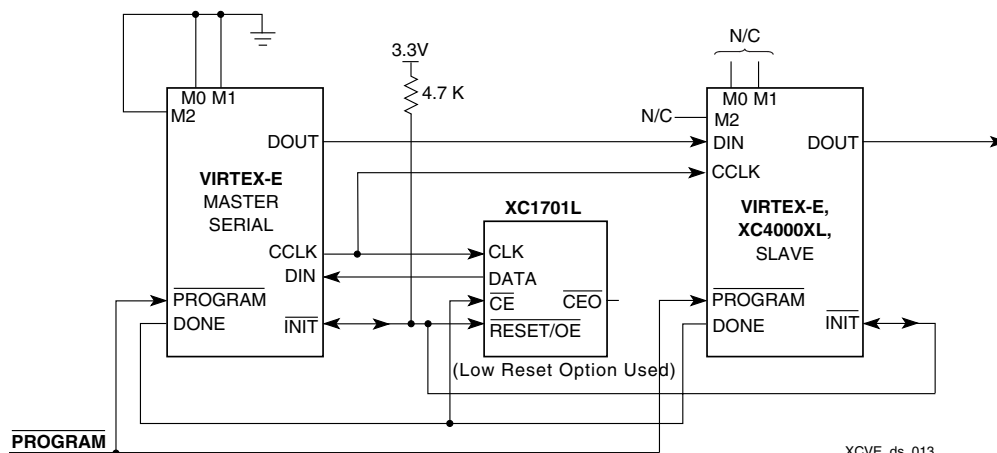 N/C
3.3V
4.7 K
M0 M1
M2
DOUT
VIRTEX-E
MASTER
SERIAL
CCLK
DIN
PROGRAM
DONE
INIT
XC1701L
CLK
DATA
CE
CEO
RESET/OE
(Low Reset Option Used)
N/C
M0 M1
M2
DIN
DOUT
CCLK
VIRTEX-E,
XC4000XL,
SLAVE
PROGRAM
DONE
INIT
PROGRAM
XCVE_ds_013